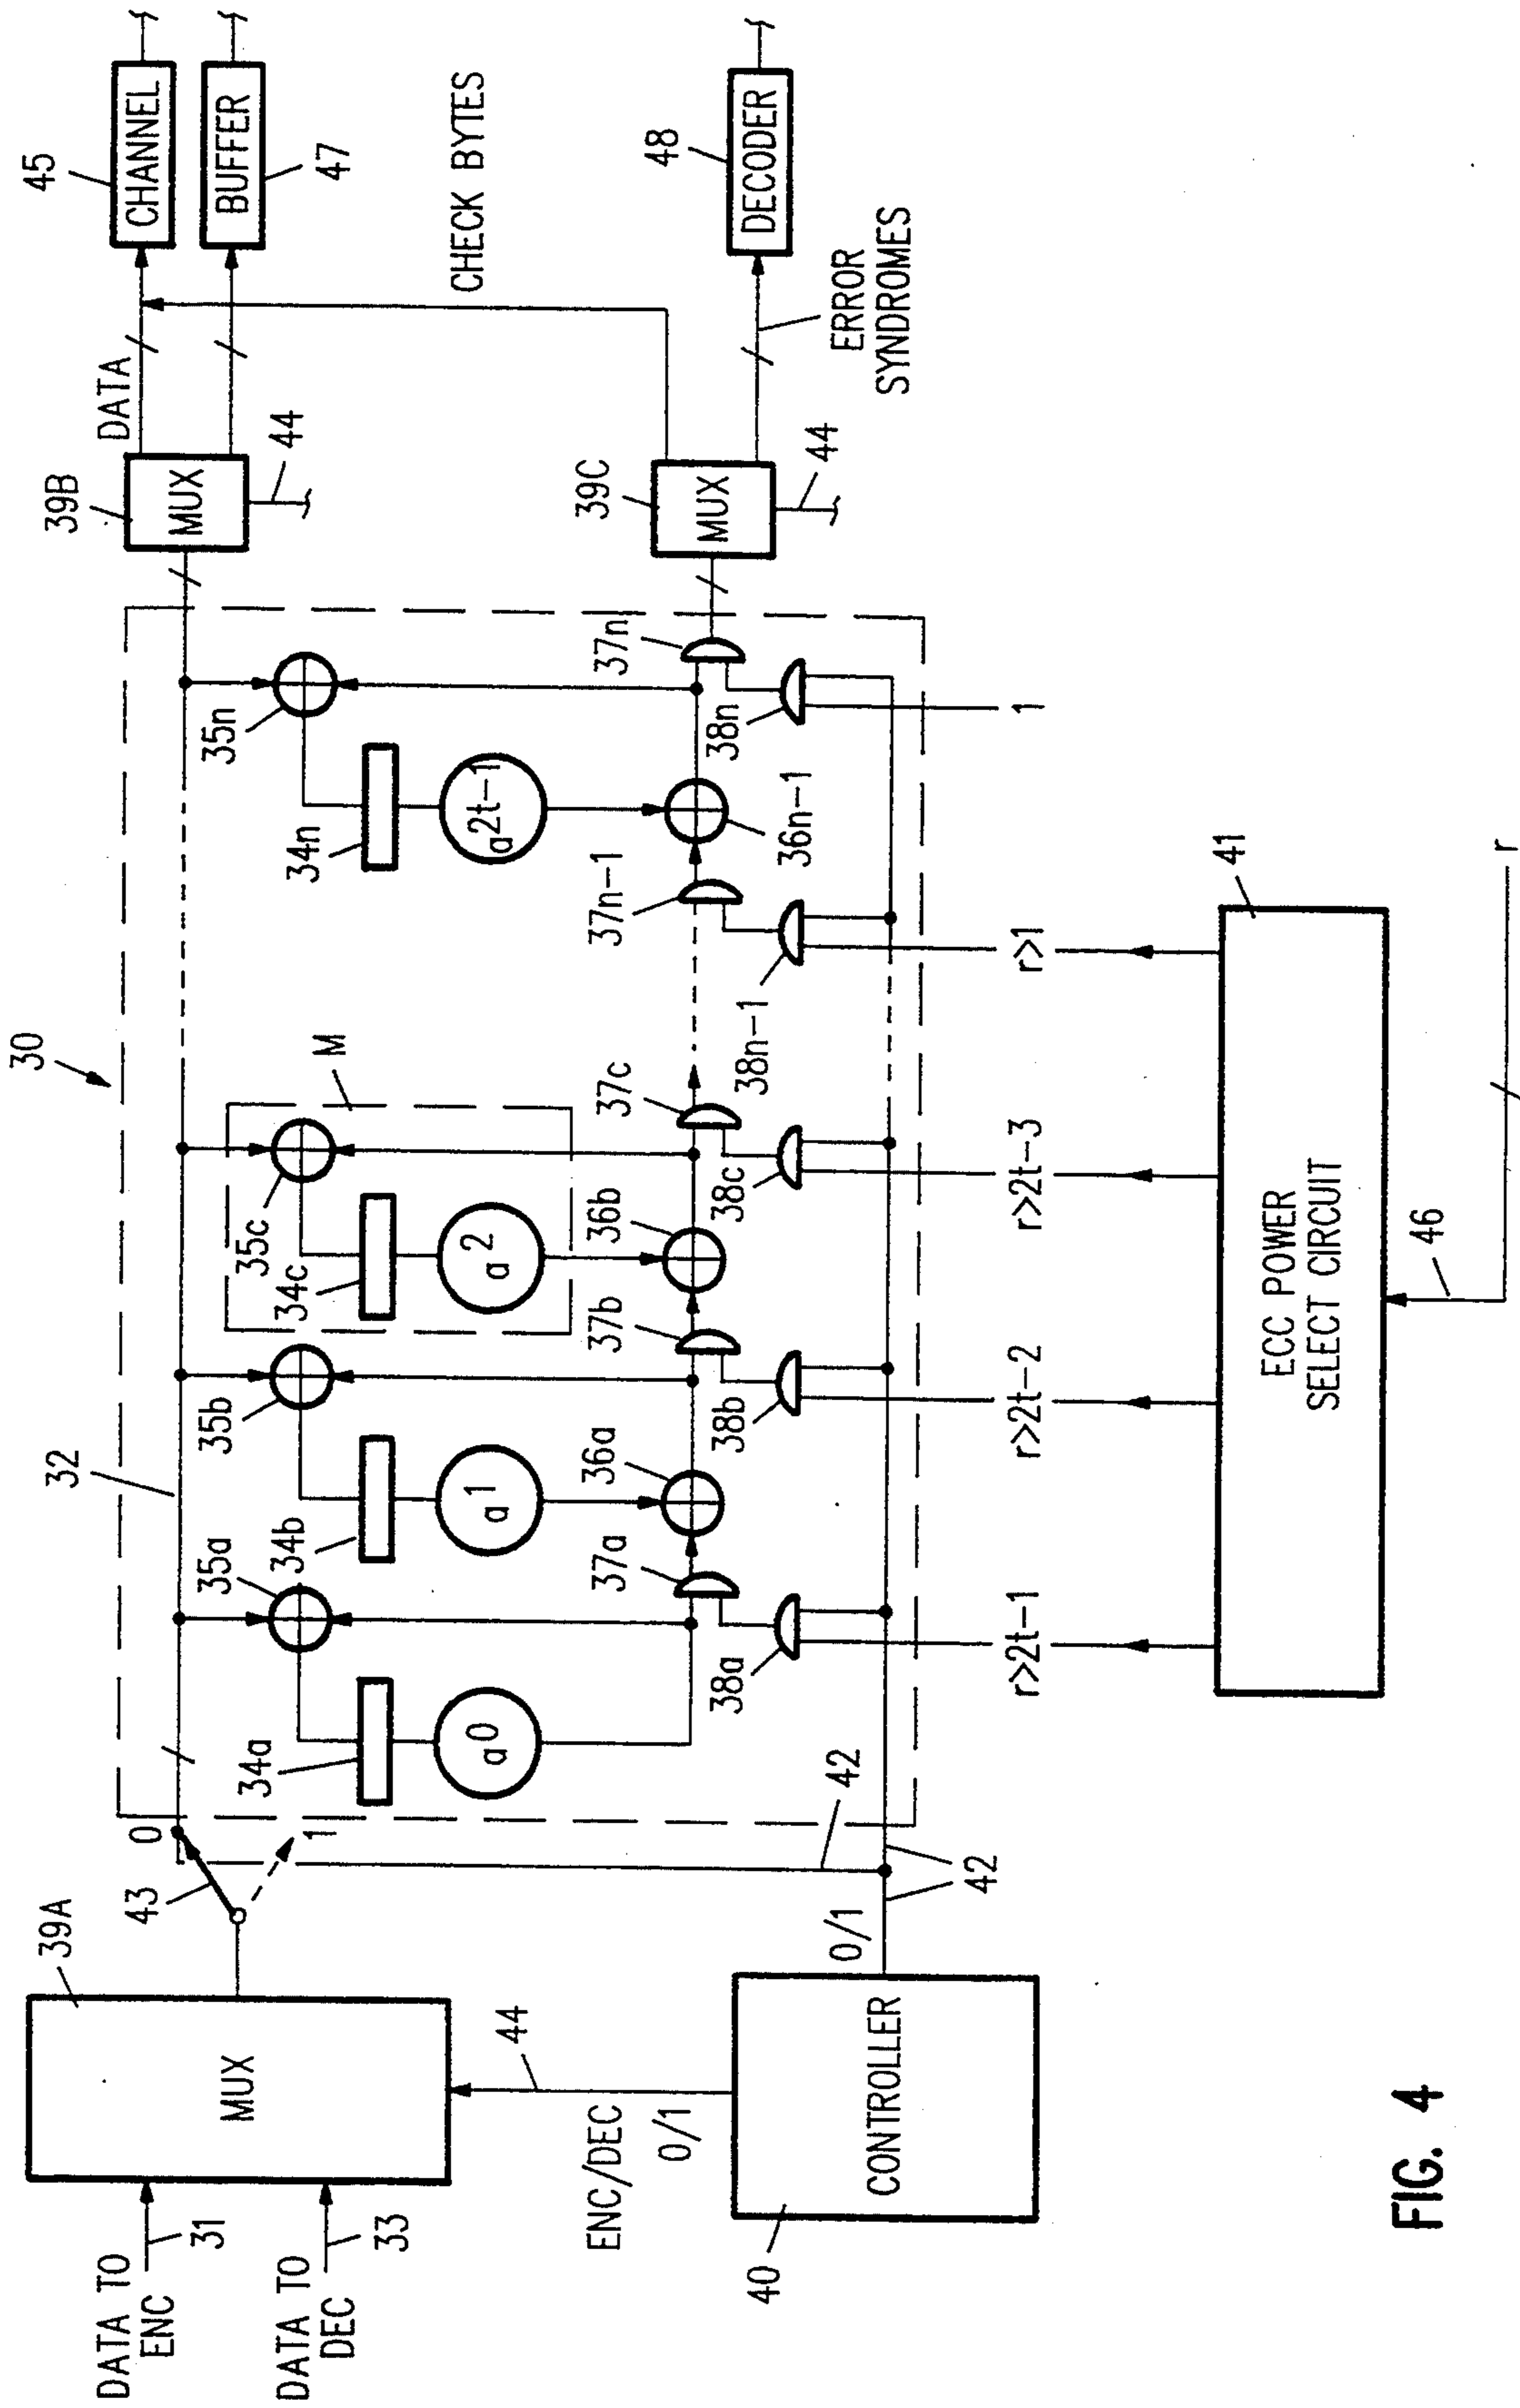 DATA TO
ENC
31
DATA TO
DEC
33
39A
MUX
43
0
1
ENC/DEC
0/1
44
40
CONTROLLER
0/1
42
42
30
32
34a
35a
a0
34b
35b
a1
34c
35c
a2
M
34n
35n
a2t-1
36a
36b
36n-1
37a
37b
37c
37n-1
37n
38a
38b
38c
38n-1
38n
r>2t-1
r>2t-2
r>2t-3
r>1
1
ECC POWER
SELECT CIRCUIT
41
46
r
39B
MUX
44
DATA
45
CHANNEL
BUFFER
47
CHECK BYTES
39C
MUX
44
48
DECODER
ERROR
SYNDROMES
FIG. 4